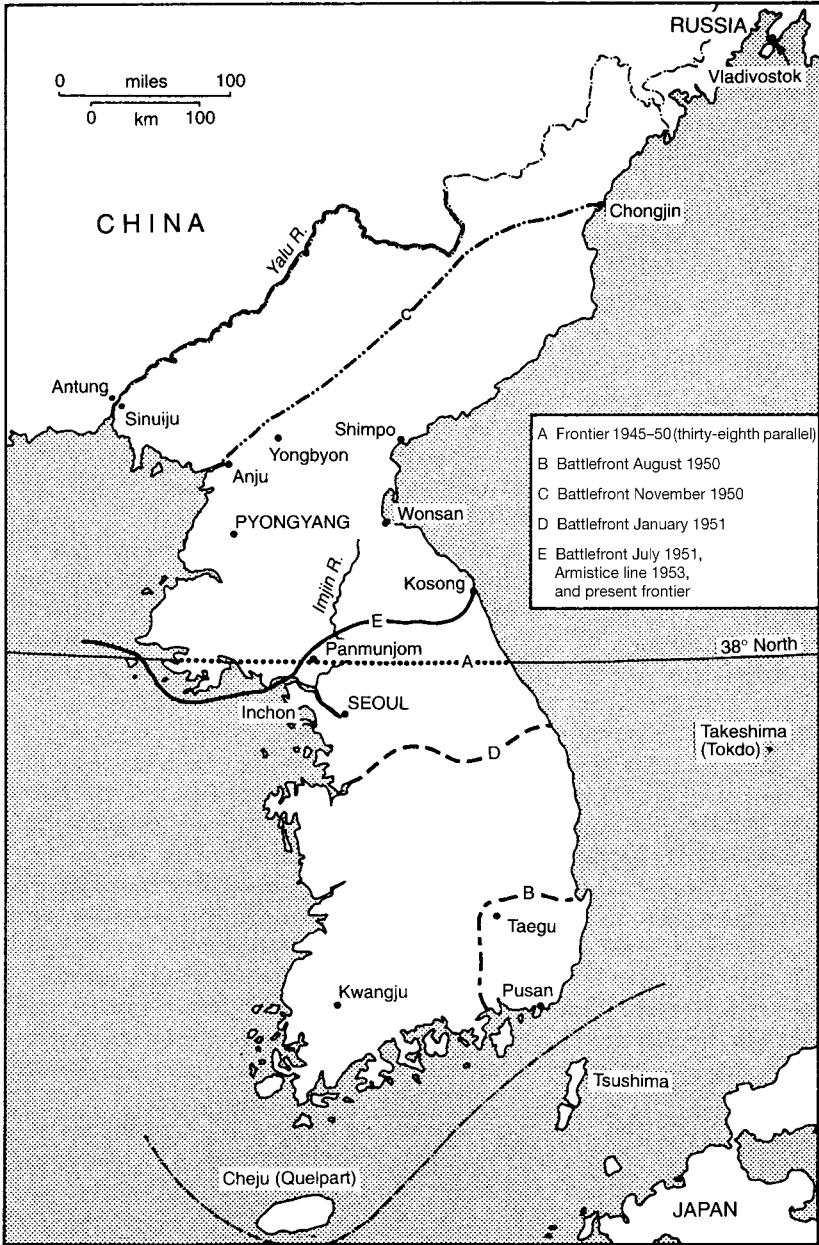 RUSSIA
Vladivostok
0 miles 100
0 km 100
CHINA
Yalu R.
Chongjin
C
Antung
Sinuiju
Yongbyon
Shimpo
Anju
PYONGYANG
Wonsan
Imjin R.
Kosong
A Frontier 1945–50 (thirty-eighth parallel)
B Battlefront August 1950
C Battlefront November 1950
D Battlefront January 1951
E Battlefront July 1951,
Armistice line 1953,
and present frontier
E
Panmunjom
A
38° North
Inchon
SEOUL
D
Takeshima
(Tokdo)
B
Taegu
Kwangju
Pusan
Tsushima
Cheju (Quelpart)
JAPAN